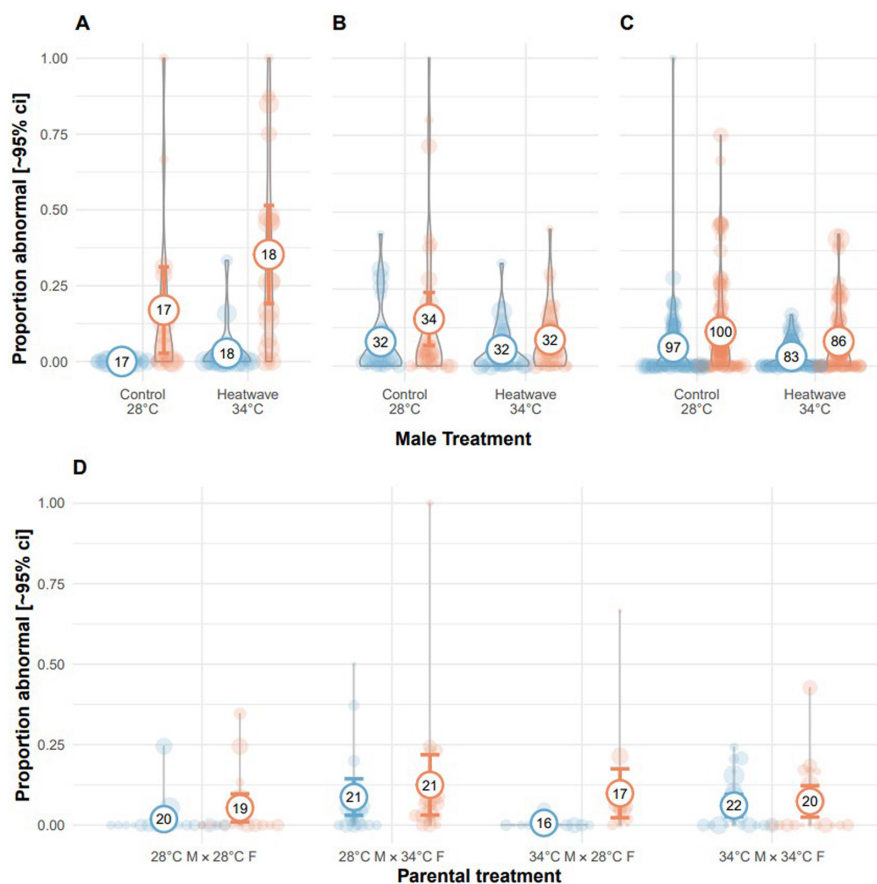 A
B
C
Proportion abnormal [~95% ci]
1.00
0.75
0.50
0.25
0.00
17
17
18
18
32
34
32
32
97
100
83
86
Control
28°C
Heatwave
34°C
Control
28°C
Heatwave
34°C
Control
28°C
Heatwave
34°C
Male Treatment
D
Proportion abnormal [~95% ci]
1.00
0.75
0.50
0.25
0.00
20
19
21
21
16
17
22
20
28°C M × 28°C F
28°C M × 34°C F
34°C M × 28°C F
34°C M × 34°C F
Parental treatment